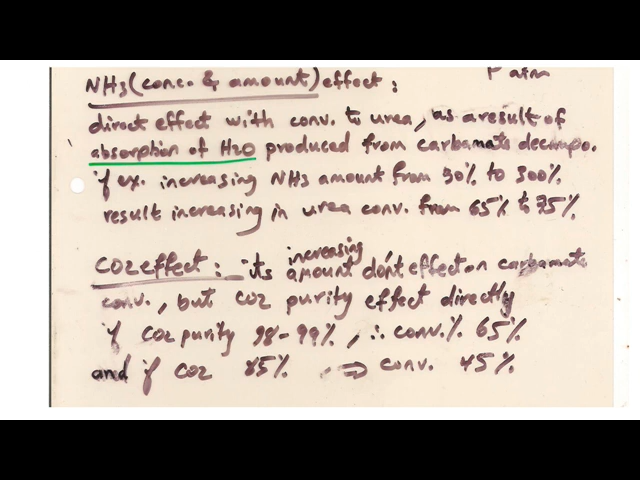 NH3 (conc. & amount) effect :
P atm
direct effect with conv. to urea, as a result of
absorption of H2O produced from carbamate decompo.
if ex. increasing NH3 amount from 50% to 300%
result increasing in urea conv. from 65% to 75%
CO2 effect : its increasing
amount don't effect on carbamate
conv., but CO2 purity effect directly
if CO2 purity 98-99%, ∴ conv.% 65%
and if CO2 85% ⇒ conv. 45%